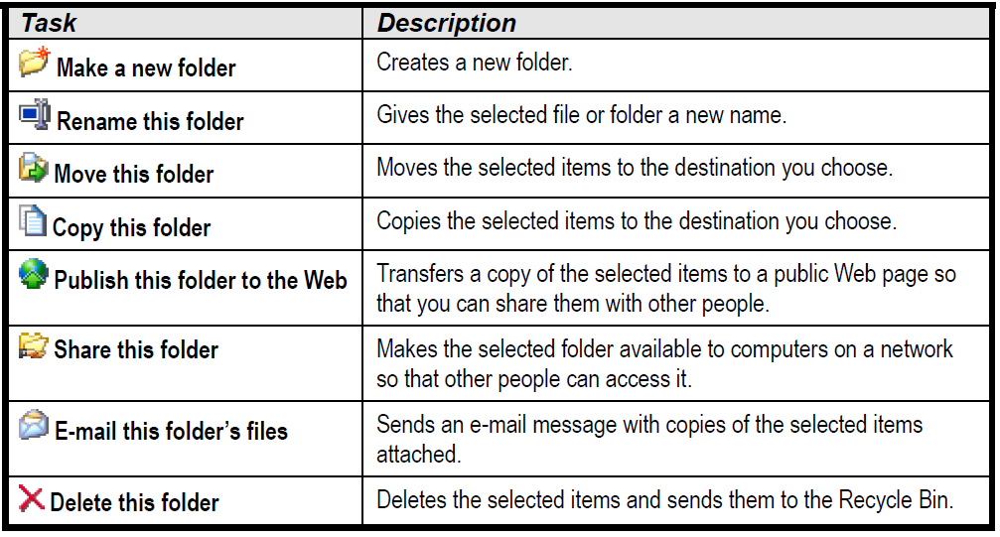 Task Description
Make a new folder Creates a new folder.
Rename this folder Gives the selected file or folder a new name.
Move this folder Moves the selected items to the destination you choose.
Copy this folder Copies the selected items to the destination you choose.
Publish this folder to the Web Transfers a copy of the selected items to a public Web page so
that you can share them with other people.
Share this folder Makes the selected folder available to computers on a network
so that other people can access it.
E-mail this folder’s files Sends an e-mail message with copies of the selected items
attached.
Delete this folder Deletes the selected items and sends them to the Recycle Bin.